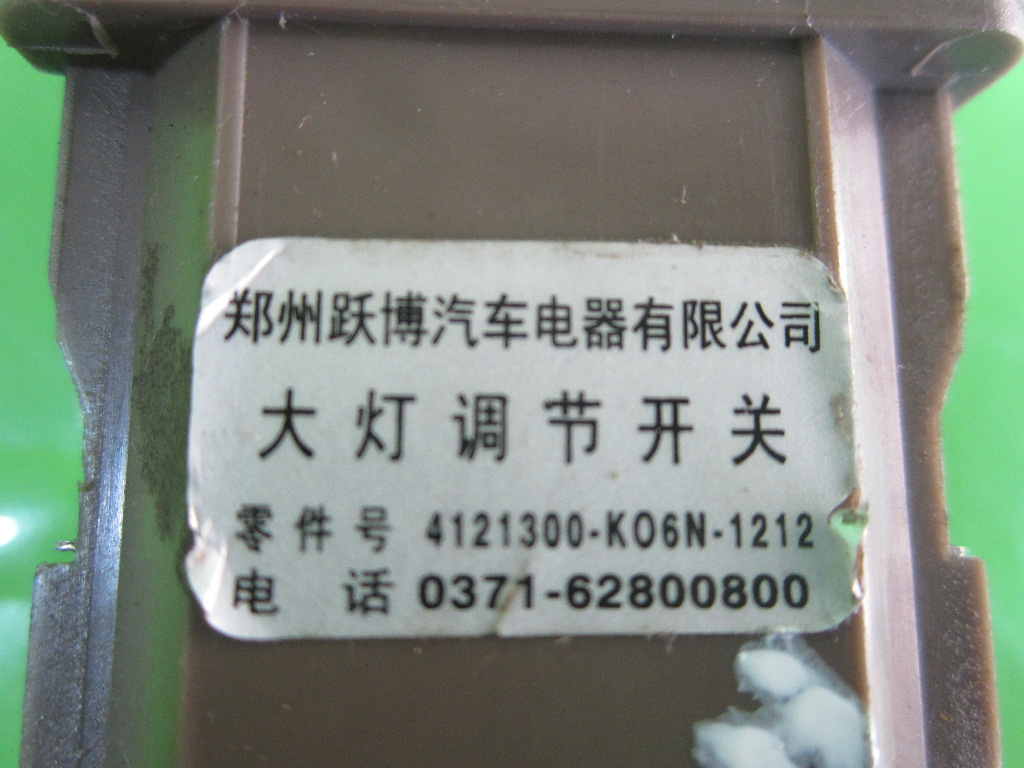 郑州跃博汽车电器有限公司
大灯调节开关
零件号 4121300-K06N-1212
电 话 0371-62800800